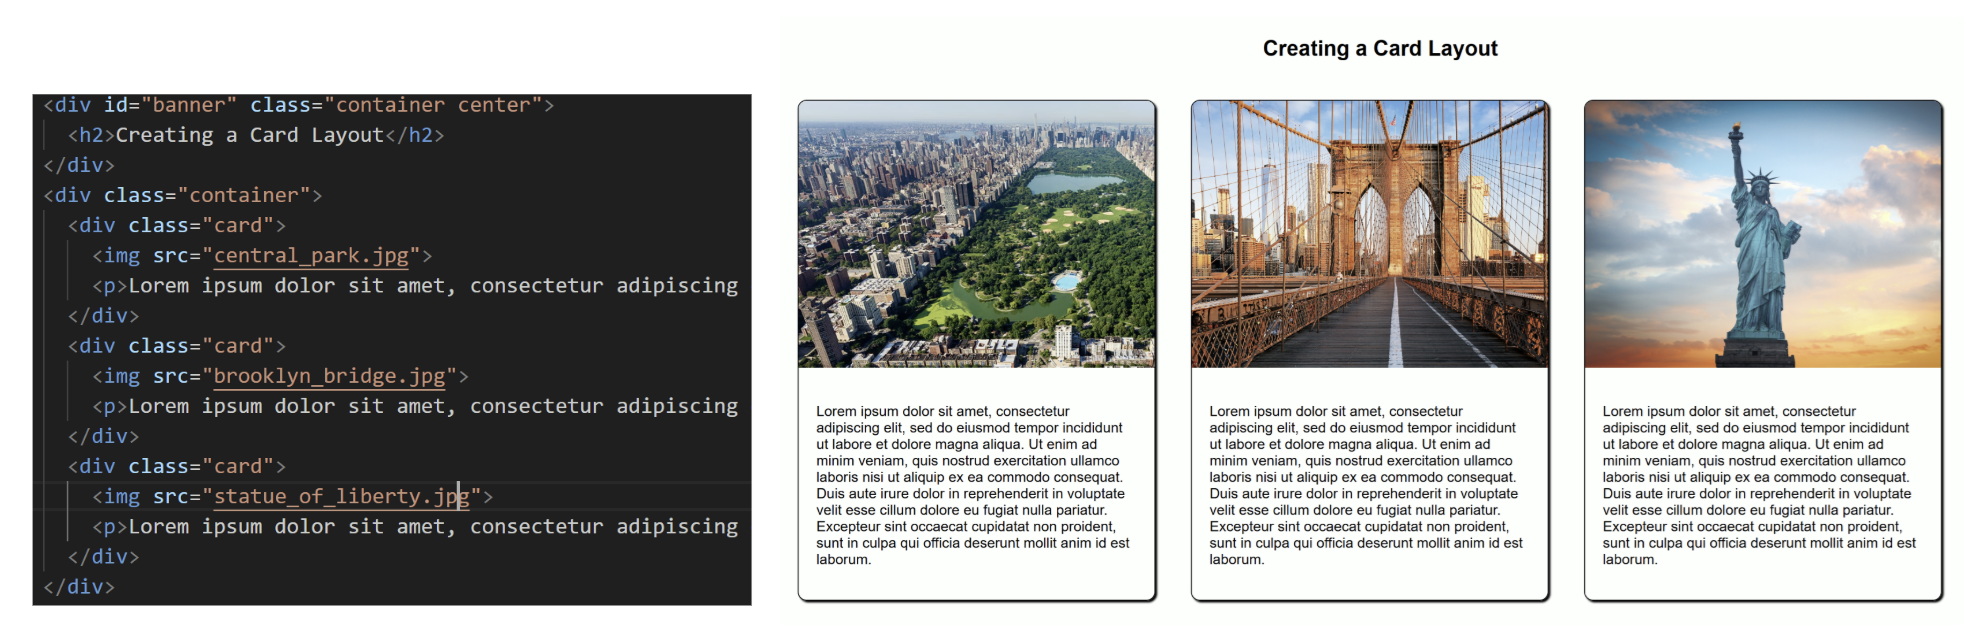 <div id="banner" class="container center">
<h2>Creating a Card Layout</h2>
</div>
<div class="container">
<div class="card">
<img src="central_park.jpg">
<p>Lorem ipsum dolor sit amet, consectetur adipiscing
</div>
<div class="card">
<img src="brooklyn_bridge.jpg">
<p>Lorem ipsum dolor sit amet, consectetur adipiscing
</div>
<div class="card">
<img src="statue_of_liberty.jpg">
<p>Lorem ipsum dolor sit amet, consectetur adipiscing
</div>
</div>
Creating a Card Layout
Lorem ipsum dolor sit amet, consectetur
adipiscing elit, sed do eiusmod tempor incididunt
ut labore et dolore magna aliqua. Ut enim ad
minim veniam, quis nostrud exercitation ullamco
laboris nisi ut aliquip ex ea commodo consequat.
Duis aute irure dolor in reprehenderit in voluptate
velit esse cillum dolore eu fugiat nulla pariatur.
Excepteur sint occaecat cupidatat non proident,
sunt in culpa qui officia deserunt mollit anim id est
laborum.
Lorem ipsum dolor sit amet, consectetur
adipiscing elit, sed do eiusmod tempor incididunt
ut labore et dolore magna aliqua. Ut enim ad
minim veniam, quis nostrud exercitation ullamco
laboris nisi ut aliquip ex ea commodo consequat.
Duis aute irure dolor in reprehenderit in voluptate
velit esse cillum dolore eu fugiat nulla pariatur.
Excepteur sint occaecat cupidatat non proident,
sunt in culpa qui officia deserunt mollit anim id est
laborum.
Lorem ipsum dolor sit amet, consectetur
adipiscing elit, sed do eiusmod tempor incididunt
ut labore et dolore magna aliqua. Ut enim ad
minim veniam, quis nostrud exercitation ullamco
laboris nisi ut aliquip ex ea commodo consequat.
Duis aute irure dolor in reprehenderit in voluptate
velit esse cillum dolore eu fugiat nulla pariatur.
Excepteur sint occaecat cupidatat non proident,
sunt in culpa qui officia deserunt mollit anim id est
laborum.